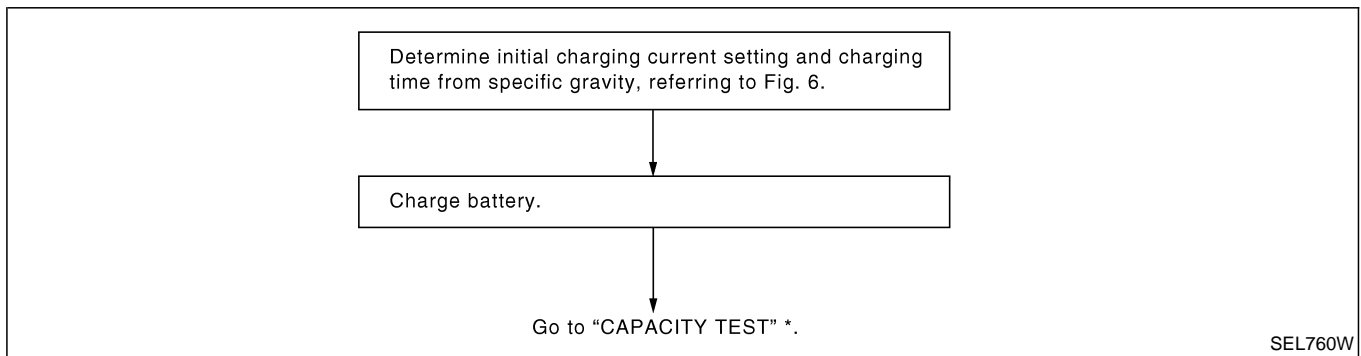 Determine initial charging current setting and charging
time from specific gravity, referring to Fig. 6.
Charge battery.
Go to “CAPACITY TEST” *.
SEL760W